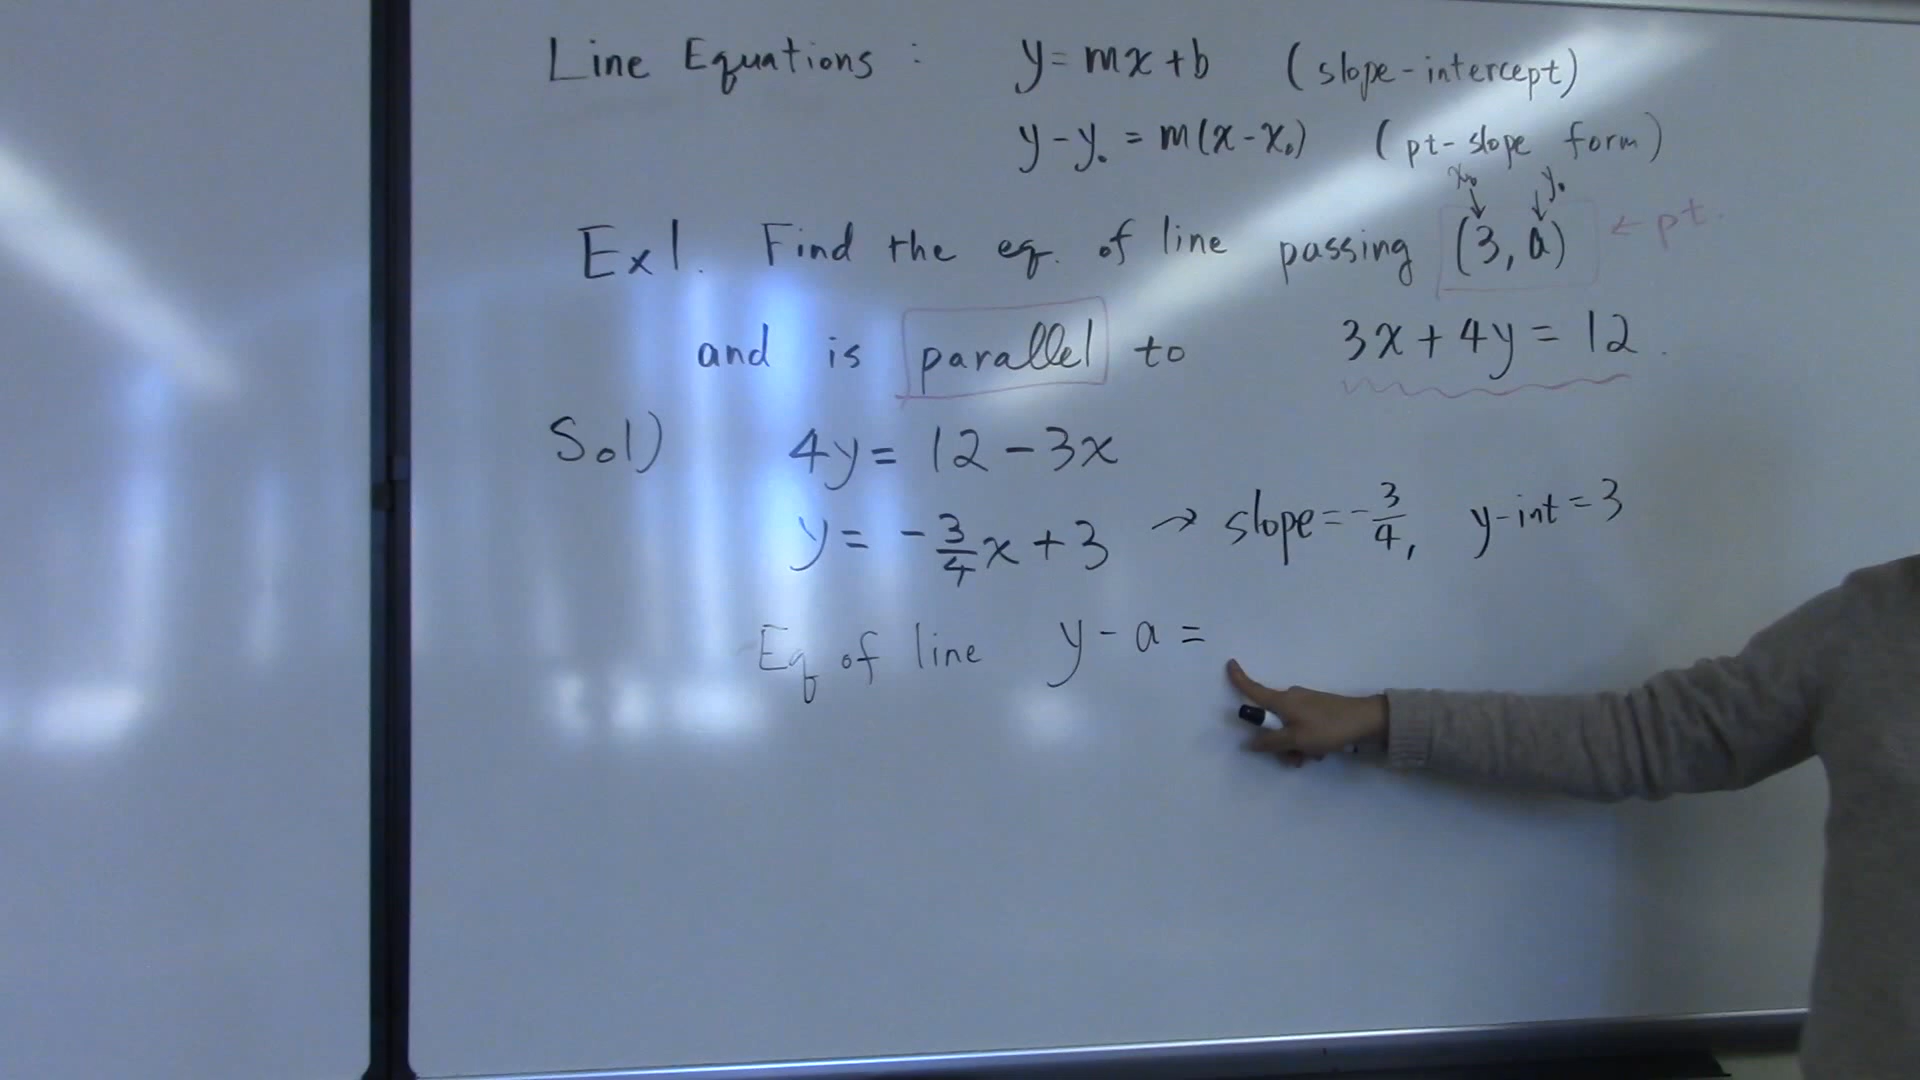 Line Equations : y = mx + b (slope-intercept)
y - y₀ = m(x - x₀) (pt-slope form)
x₀ y₀
Ex1. Find the eq. of line passing (3, a) ← pt.
and is parallel to 3x + 4y = 12.
Sol) 4y = 12 - 3x
y = -3/4 x + 3 → slope = -3/4, y-int = 3
Eq of line y - a =